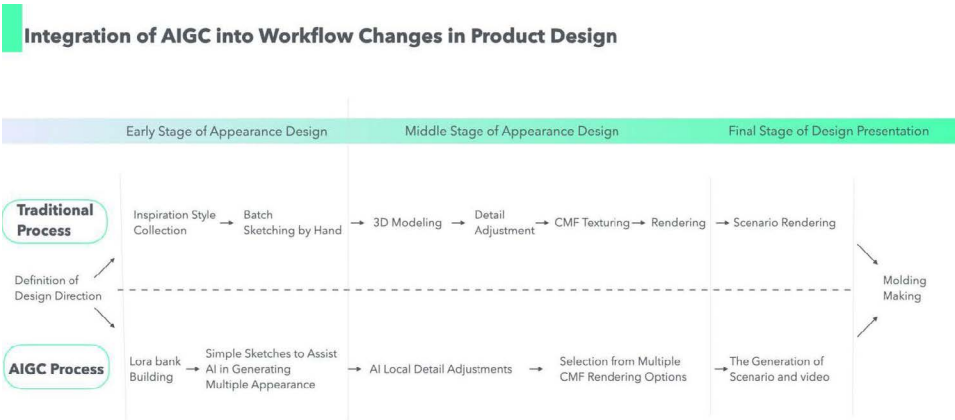 Integration of AIGC into Workflow Changes in Product Design
Early Stage of Appearance Design
Middle Stage of Appearance Design
Final Stage of Design Presentation
Traditional
Process
Inspiration Style
Collection
Batch
Sketching by Hand
3D Modeling
Detail
Adjustment
CMF Texturing
Rendering
Scenario Rendering
Definition of
Design Direction
Molding
Making
AIGC Process
Lora bank
Building
Simple Sketches to Assist
AI in Generating
Multiple Appearance
AI Local Detail Adjustments
Selection from Multiple
CMF Rendering Options
The Generation of
Scenario and video